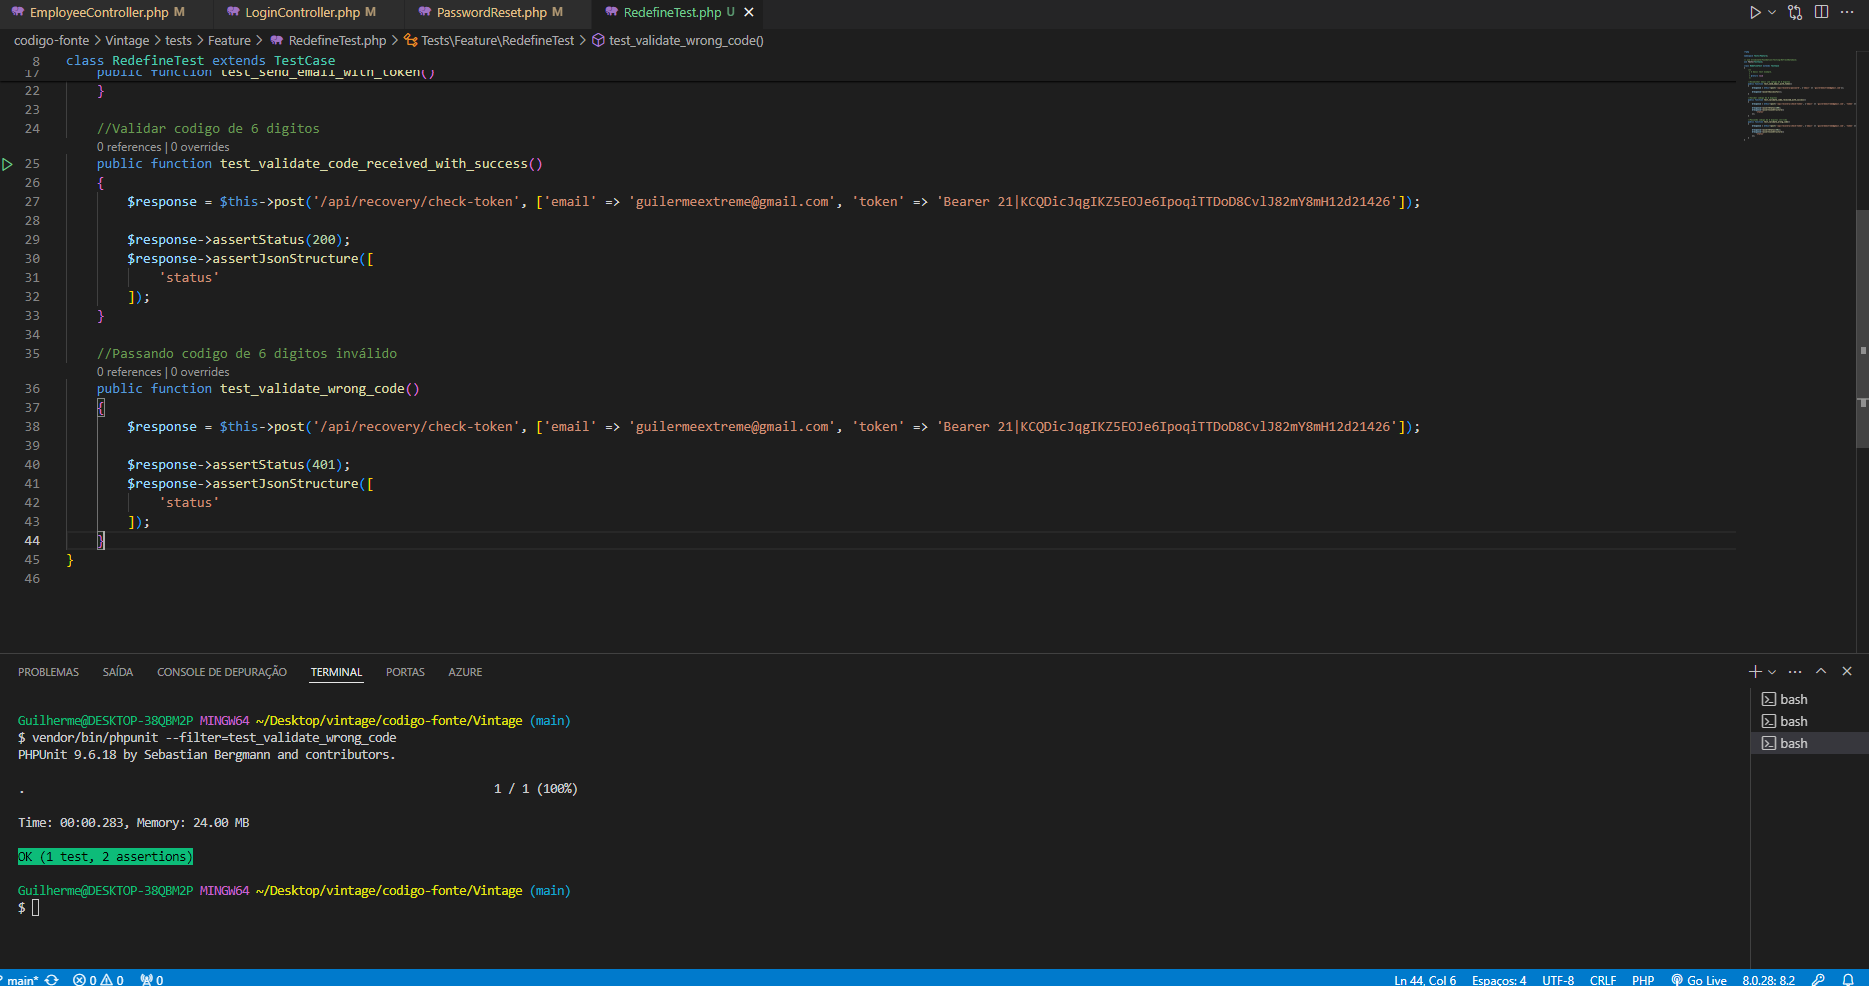 EmployeeController.php M LoginController.php M PasswordReset.php M RedefineTest.php U
codigo-fonte > Vintage > tests > Feature > RedefineTest.php > Tests\Feature\RedefineTest > test_validate_wrong_code()
8 class RedefineTest extends TestCase
17 public function test_send_email_with_token()
22 }
23
24 //Validar codigo de 6 digitos
0 references | 0 overrides
25 public function test_validate_code_received_with_success()
26 {
27 $response = $this->post('/api/recovery/check-token', ['email' => 'guilermeextreme@gmail.com', 'token' => 'Bearer 21|KCQDicJqgIKZ5EOJe6IpoqiTTDoD8CvlJ82mY8mH12d21426']);
28
29 $response->assertStatus(200);
30 $response->assertJsonStructure([
31 'status'
32 ]);
33 }
34
35 //Passando codigo de 6 digitos inválido
0 references | 0 overrides
36 public function test_validate_wrong_code()
37 {
38 $response = $this->post('/api/recovery/check-token', ['email' => 'guilermeextreme@gmail.com', 'token' => 'Bearer 21|KCQDicJqgIKZ5EOJe6IpoqiTTDoD8CvlJ82mY8mH12d21426']);
39
40 $response->assertStatus(401);
41 $response->assertJsonStructure([
42 'status'
43 ]);
44 }
45 }
46
PROBLEMAS SAÍDA CONSOLE DE DEPURAÇÃO TERMINAL PORTAS AZURE
bash
bash
bash
Guilherme@DESKTOP-38QBM2P MINGW64 ~/Desktop/vintage/codigo-fonte/Vintage (main)
$ vendor/bin/phpunit --filter=test_validate_wrong_code
PHPUnit 9.6.18 by Sebastian Bergmann and contributors.
. 1 / 1 (100%)
Time: 00:00.283, Memory: 24.00 MB
OK (1 test, 2 assertions)
Guilherme@DESKTOP-38QBM2P MINGW64 ~/Desktop/vintage/codigo-fonte/Vintage (main)
$
main* 0 0 0 Ln 44, Col 6 Espaços: 4 UTF-8 CRLF PHP Go Live 8.0.28: 8.2